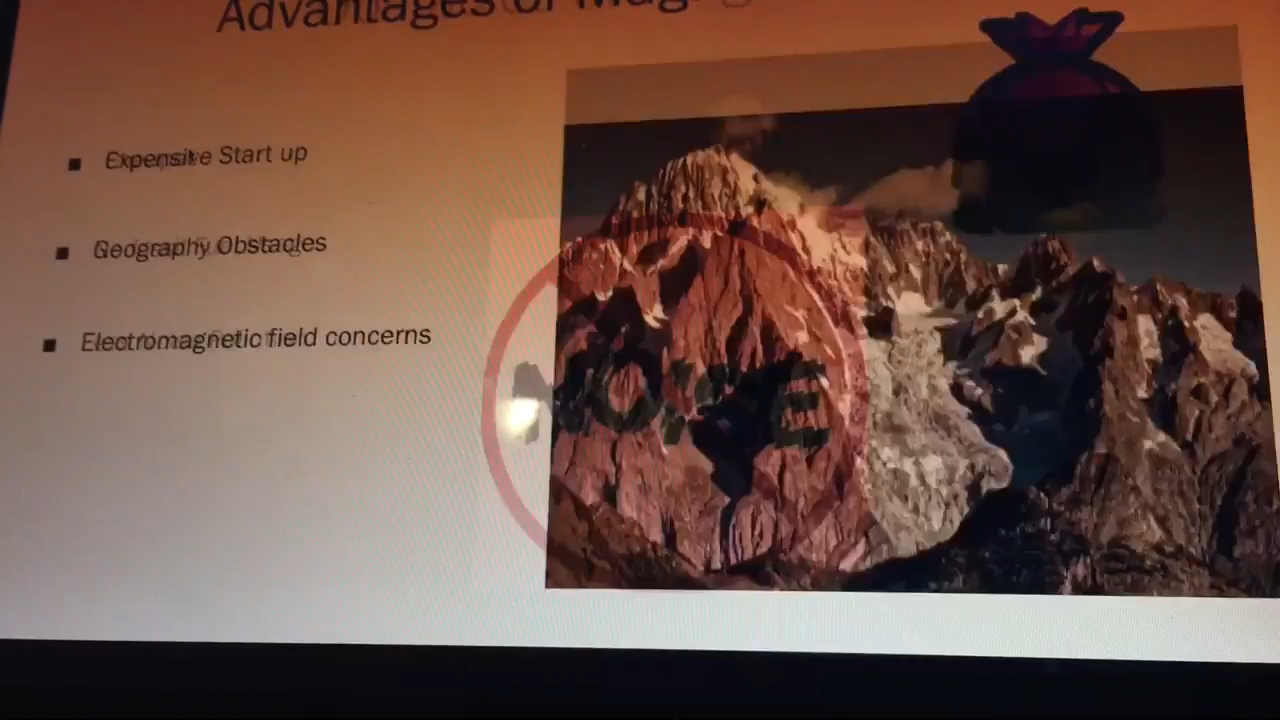 Advantages of Mag
Expensive Start up
Geography Obstacles
Electromagnetic field concerns